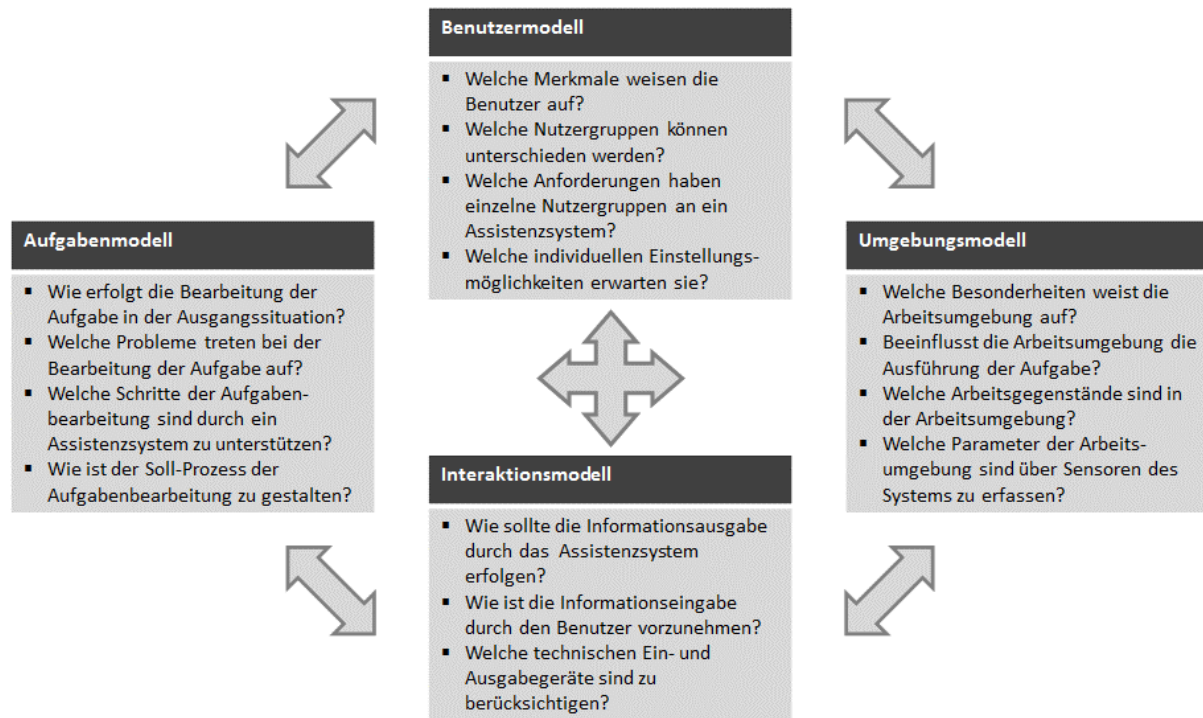 Benutzermodell
▪ Welche Merkmale weisen die
Benutzer auf?
▪ Welche Nutzergruppen können
unterschieden werden?
▪ Welche Anforderungen haben
einzelne Nutzergruppen an ein
Assistenzsystem?
▪ Welche individuellen Einstellungs-
möglichkeiten erwarten sie?
Aufgabenmodell
▪ Wie erfolgt die Bearbeitung der
Aufgabe in der Ausgangssituation?
▪ Welche Probleme treten bei der
Bearbeitung der Aufgabe auf?
▪ Welche Schritte der Aufgaben-
bearbeitung sind durch ein
Assistenzsystem zu unterstützen?
▪ Wie ist der Soll-Prozess der
Aufgabenbearbeitung zu gestalten?
Umgebungsmodell
▪ Welche Besonderheiten weist die
Arbeitsumgebung auf?
▪ Beeinflusst die Arbeitsumgebung die
Ausführung der Aufgabe?
▪ Welche Arbeitsgegenstände sind in
der Arbeitsumgebung?
▪ Welche Parameter der Arbeits-
umgebung sind über Sensoren des
Systems zu erfassen?
Interaktionsmodell
▪ Wie sollte die Informationsausgabe
durch das Assistenzsystem
erfolgen?
▪ Wie ist die Informationseingabe
durch den Benutzer vorzunehmen?
▪ Welche technischen Ein- und
Ausgabegeräte sind zu
berücksichtigen?